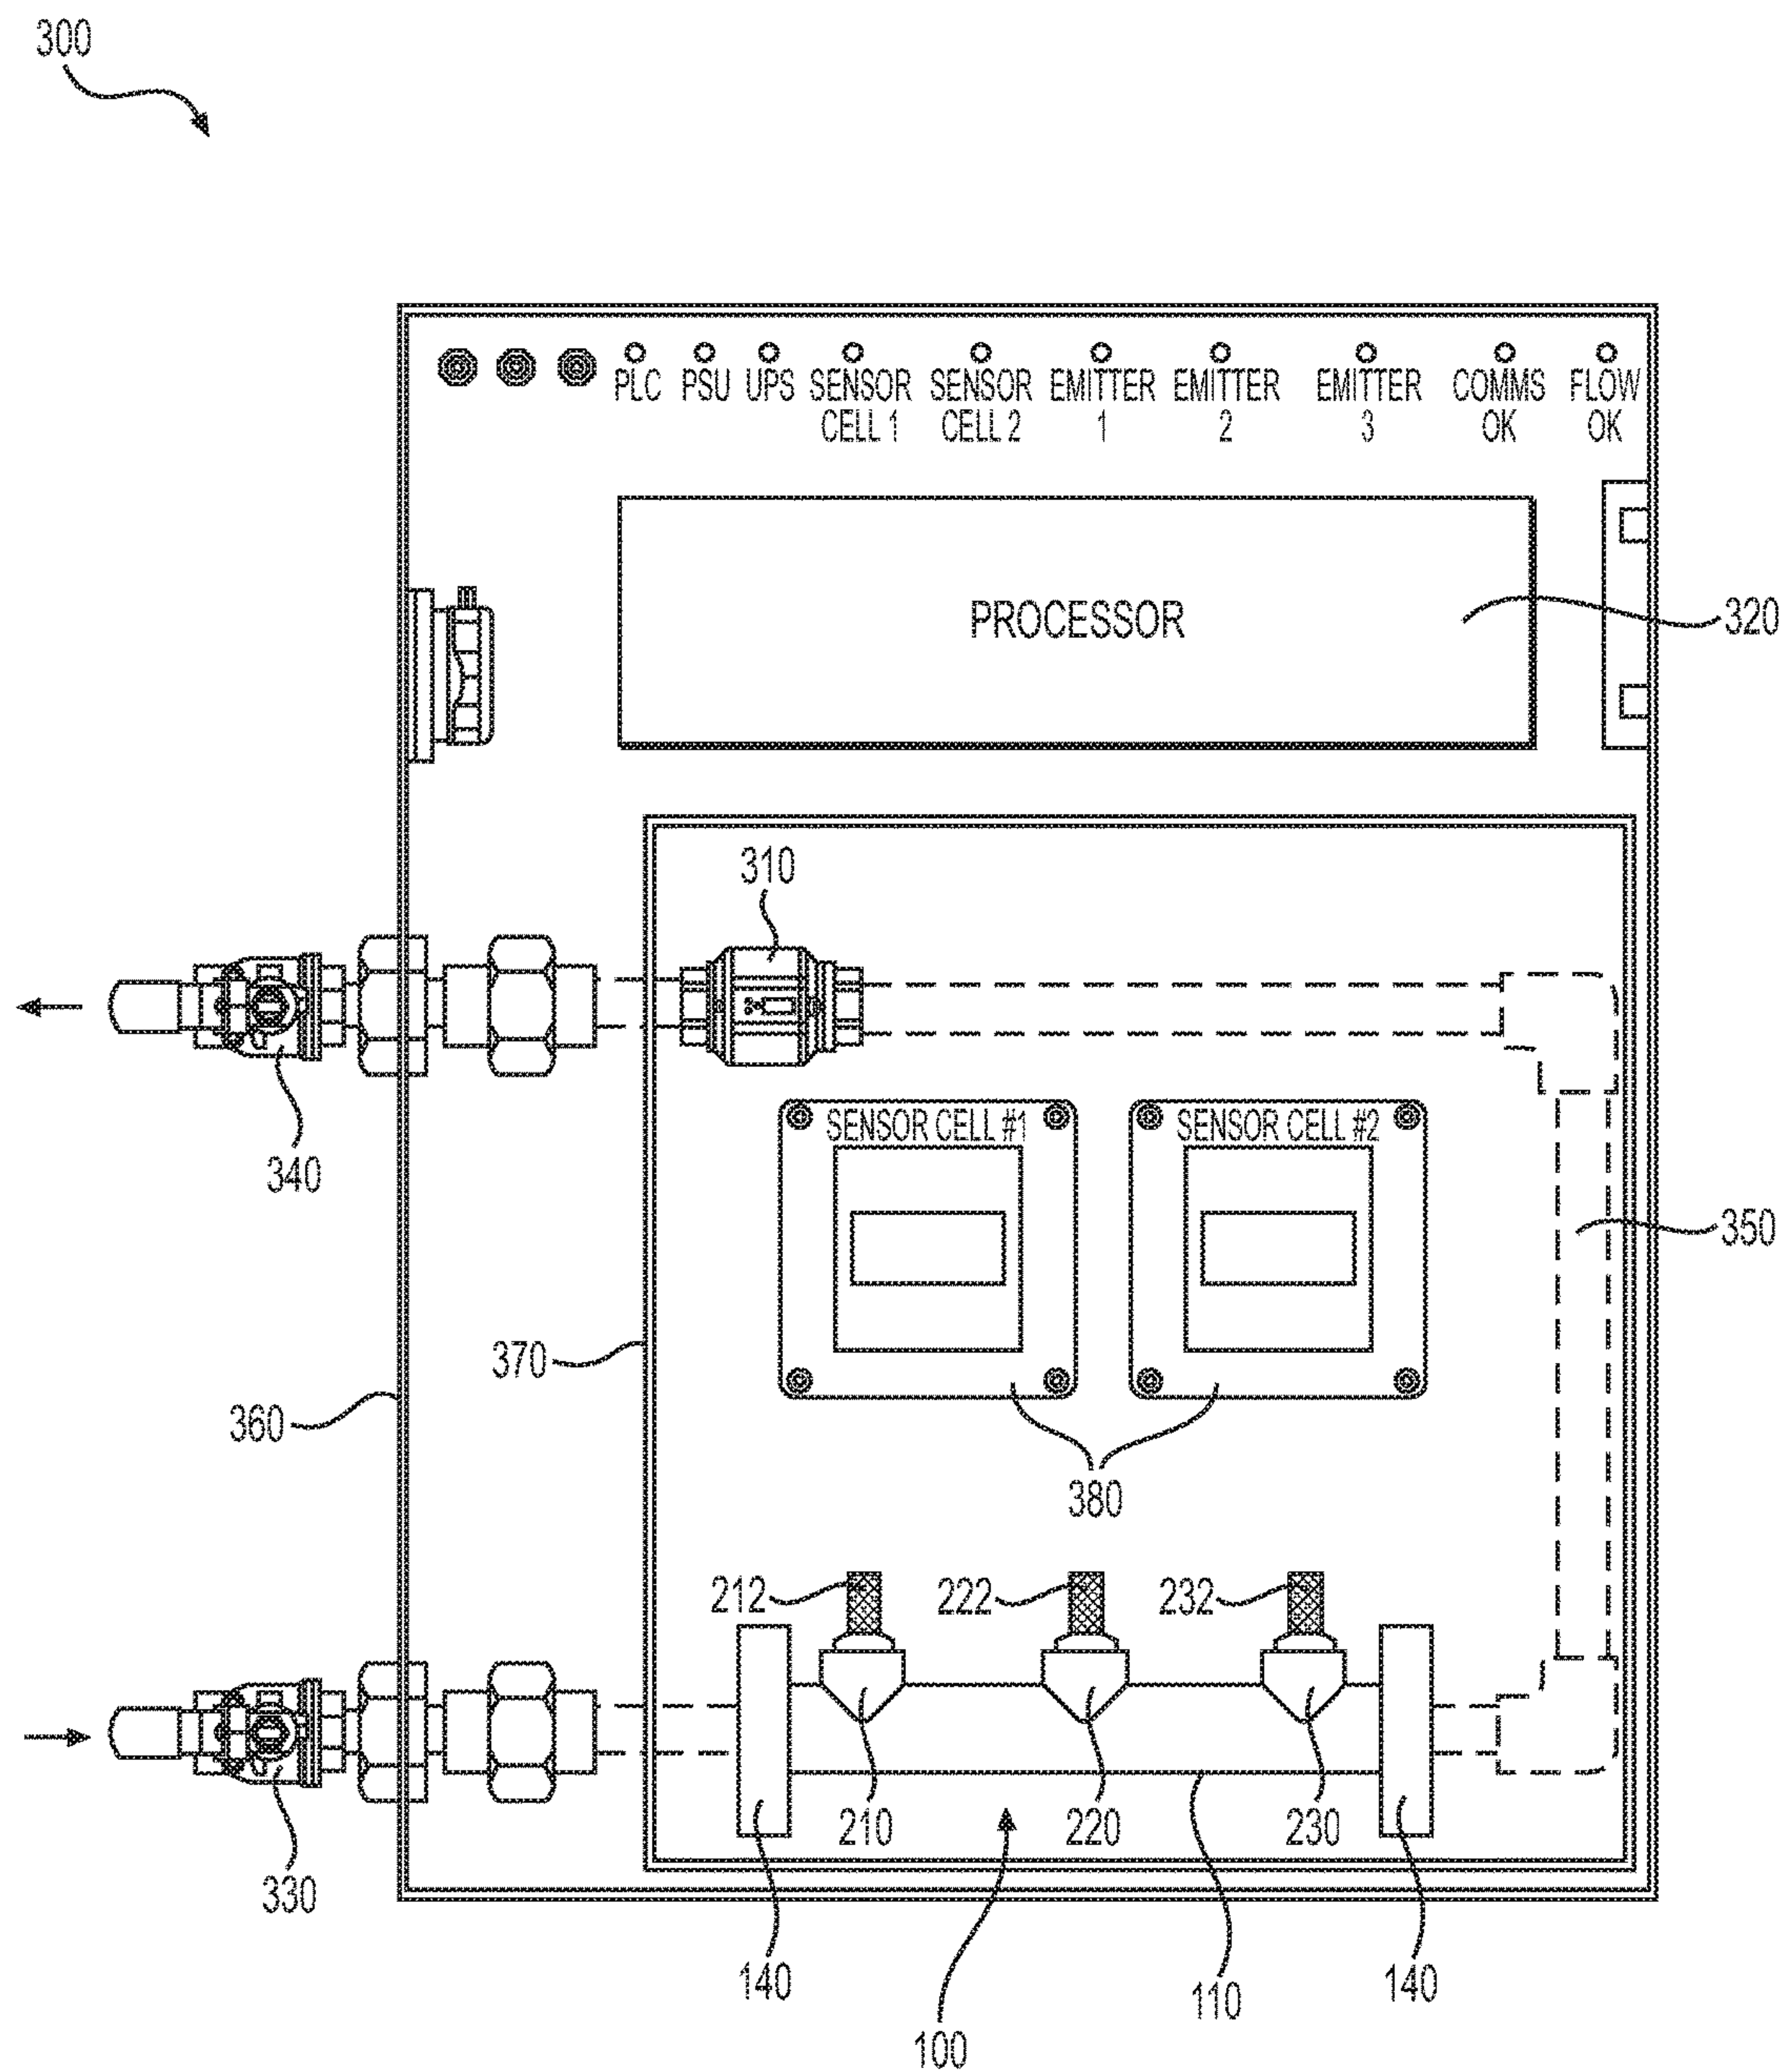 300
PLC PSU UPS SENSOR SENSOR EMITTER EMITTER EMITTER COMMS FLOW
CELL 1 CELL 2 1 2 3 OK OK
PROCESSOR
320
310
340
SENSOR CELL #1 SENSOR CELL #2
350
370
360
380
212 222 232
210 220 230
330
140 110 140
100